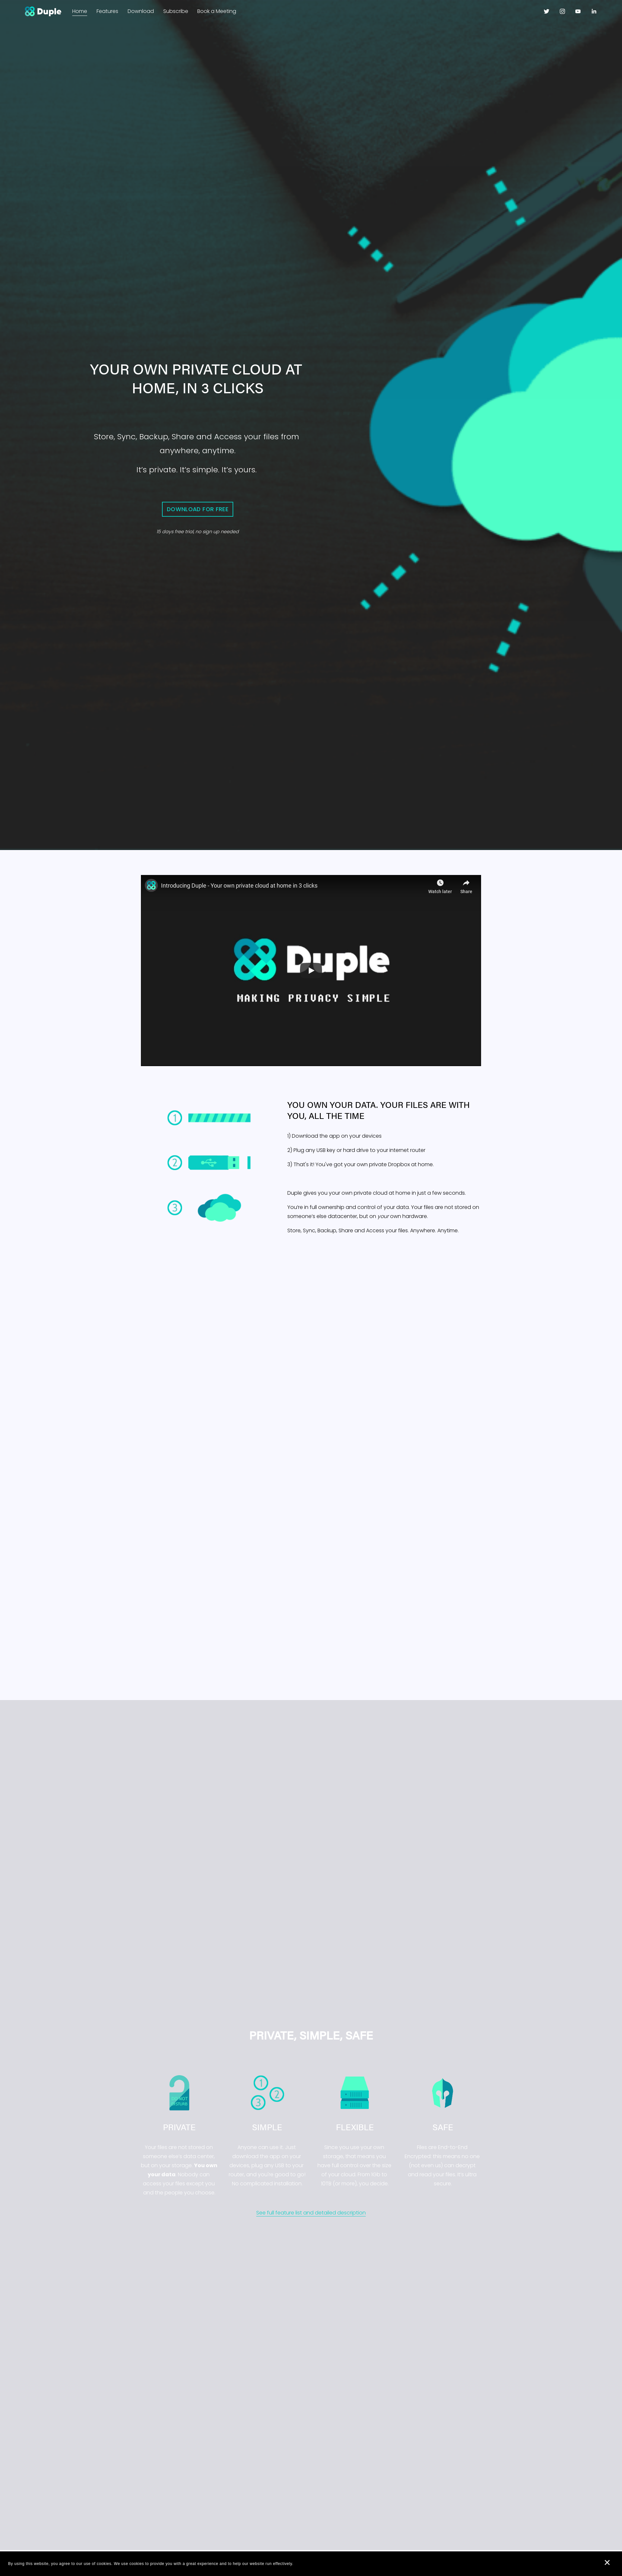 Duple
Home
Features
Download
Subscribe
Book a Meeting
YOUR OWN PRIVATE CLOUD AT
HOME, IN 3 CLICKS
Store, Sync, Backup, Share and Access your files from
anywhere, anytime.
It's private. It's simple. It's yours.
DOWNLOAD FOR FREE
15 days free trial, no sign up needed
Introducing Duple - Your own private cloud at home in 3 clicks
Watch later
Share
Duple
MAKING PRIVACY SIMPLE
1
2
3
YOU OWN YOUR DATA. YOUR FILES ARE WITH
YOU, ALL THE TIME
1) Download the app on your devices
2) Plug any USB key or hard drive to your internet router
3) That's it! You've got your own private Dropbox at home.
Duple gives you your own private cloud at home in just a few seconds.
You're in full ownership and control of your data. Your files are not stored on
someone's else datacenter, but on your own hardware.
Store, Sync, Backup, Share and Access your files. Anywhere. Anytime.
PRIVATE, SIMPLE, SAFE
1
2
3
PRIVATE
SIMPLE
FLEXIBLE
SAFE
You own
your data
See full feature list and detailed description
By using this website, you agree to our use of cookies. We use cookies to provide you with a great experience and to help our website run effectively.